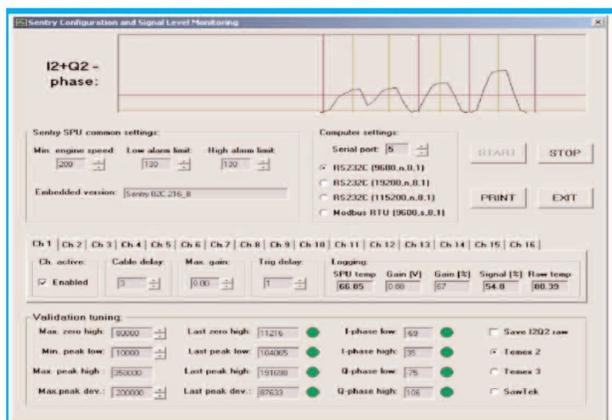 Sentry Configuration and Signal Level Monitoring
I2+Q2 -
phase:
Sentry SPU common settings:
Min. engine speed: Low alarm limit: High alarm limit:
200 130 130
Embedded version: Sentry 02C.216_B
Computer settings:
Serial port: 5
RS232C (9600,n,8,1)
RS232C (19200,n,8,1)
RS232C (115200,n,8,1)
Modbus RTU (9600,s,8,1)
START STOP
PRINT EXIT
Ch 1 Ch 2 Ch 3 Ch 4 Ch 5 Ch 6 Ch 7 Ch 8 Ch 9 Ch 10 Ch 11 Ch 12 Ch 13 Ch 14 Ch 15 Ch 16
Ch. active: Cable delay: Max. gain: Trig delay: Logging:
SPU temp Gain (V) Gain (%) Signal (%) Raw temp
Enabled 3 0.00 1 66.85 0.88 67 54.8 80.39
Validation tuning:
Max. zero high: 80000 Last zero high: 11216 I-phase low: -69 Save I2Q2 raw
Min. peak low: 10000 Last peak low: 104065 I-phase high: 35 Temex 2
Max. peak high: 350000 Last peak high: 191698 Q-phase low: -75 Temex 3
Max.peak dev.: 200000 Last peak dev.: 87633 Q-phase high: 106 SawTek